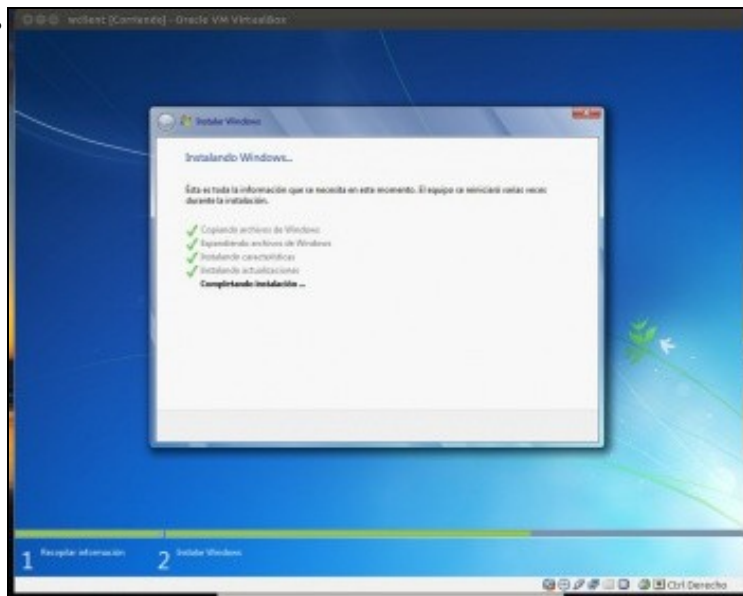 wclient [Corriendo] - Oracle VM VirtualBox
Instalar Windows
Instalando Windows...
Ésta es toda la información que se necesita en este momento. El equipo se reiniciará varias veces
durante la instalación.
Copiando archivos de Windows
Expandiendo archivos de Windows
Instalando características
Instalando actualizaciones
Completando instalación ...
1 Recopilar información
2 Instalar Windows
Ctrl Derecho